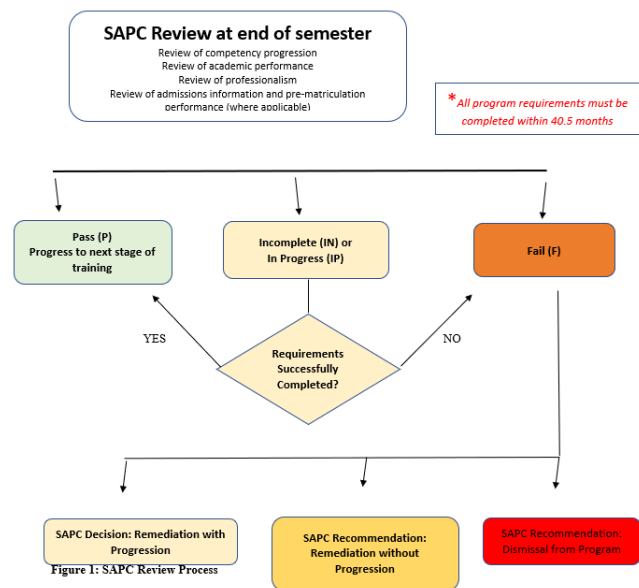 SAPC Review at end of semester
Review of competency progression
Review of academic performance
Review of professionalism
Review of admissions information and pre-matriculation
performance (where applicable)
*All program requirements must be
completed within 40.5 months
Pass (P)
Progress to next stage of
training
Incomplete (IN) or
In Progress (IP)
Fail (F)
YES
NO
Requirements
Successfully
Completed?
SAPC Decision: Remediation with
Progression
SAPC Recommendation:
Remediation without
Progression
SAPC Recommendation:
Dismissal from Program
Figure 1: SAPC Review Process